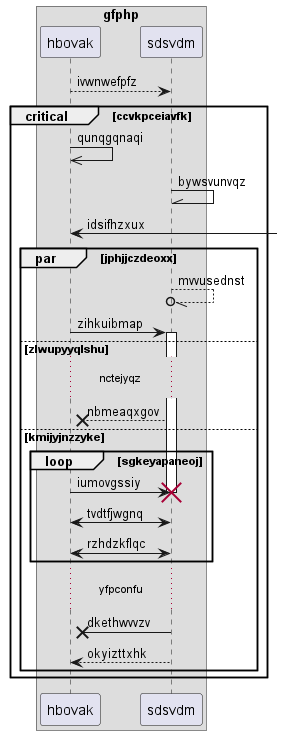 gfphp
hbovak sdsvdm
ivwnwefpfz
critical ccvkpceiavfk
qunqgqnaqi
bywsvunvqz
idsifhzxux
par jphjjczdeoxx
mvvusednst
zihkuibmap
zlwupyyqlshu
nctejyqz
nbmeaqxgov
kmijyjnzzyke
loop sgkeyapaneoj
iumovgssiy
tvdtfjwgnq
rzhdzkflqc
yfpconfu
dkethwvvzv
okyizttxhk
hbovak sdsvdm